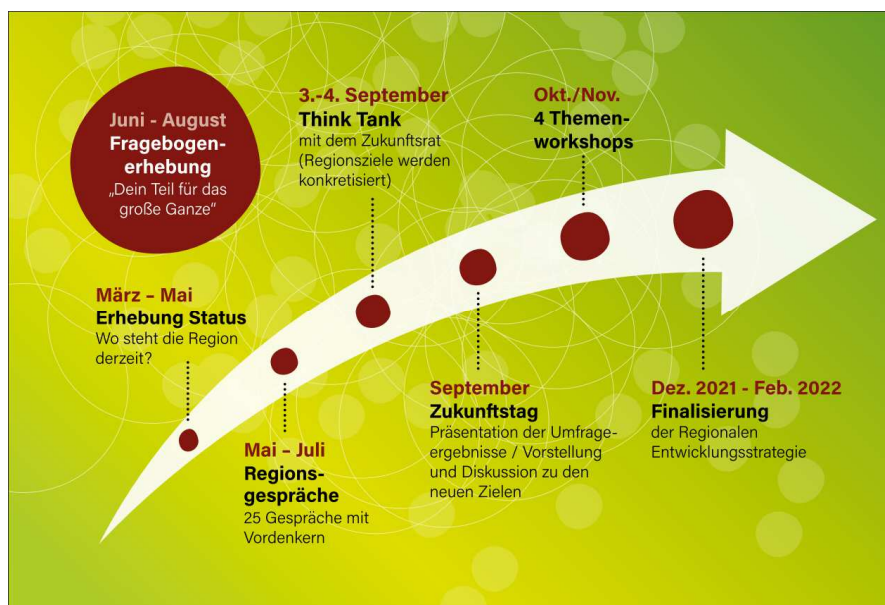 Juni - August
Fragebogen-
erhebung
„Dein Teil für das
große Ganze“
3.-4. September
Think Tank
mit dem Zukunftsrat
(Regionsziele werden
konkretisiert)
Okt./Nov.
4 Themen-
workshops
März – Mai
Erhebung Status
Wo steht die Region
derzeit?
Mai – Juli
Regions-
gespräche
25 Gespräche mit
Vordenkern
September
Zukunftstag
Präsentation der Umfrage-
ergebnisse / Vorstellung
und Diskussion zu den
neuen Zielen
Dez. 2021 - Feb. 2022
Finalisierung
der Regionalen
Entwicklungsstrategie